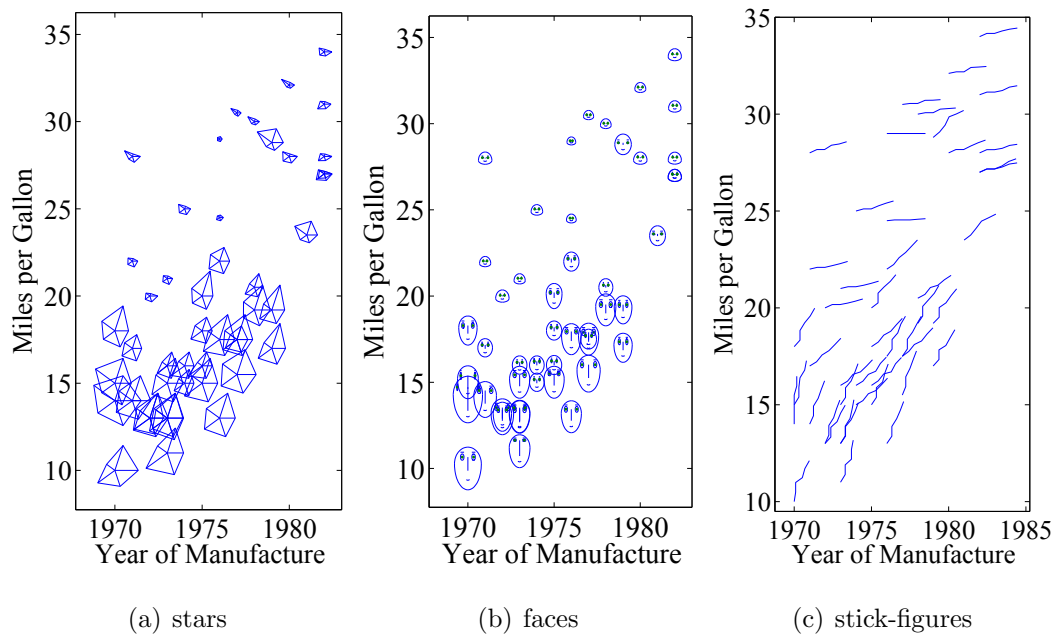 35
30
25
20
15
10
Miles per Gallon
1970 1975 1980
Year of Manufacture
(a) stars
35
30
25
20
15
10
Miles per Gallon
1970 1975 1980
Year of Manufacture
(b) faces
35
30
25
20
15
10
Miles per Gallon
1970 1975 1980 1985
Year of Manufacture
(c) stick-figures